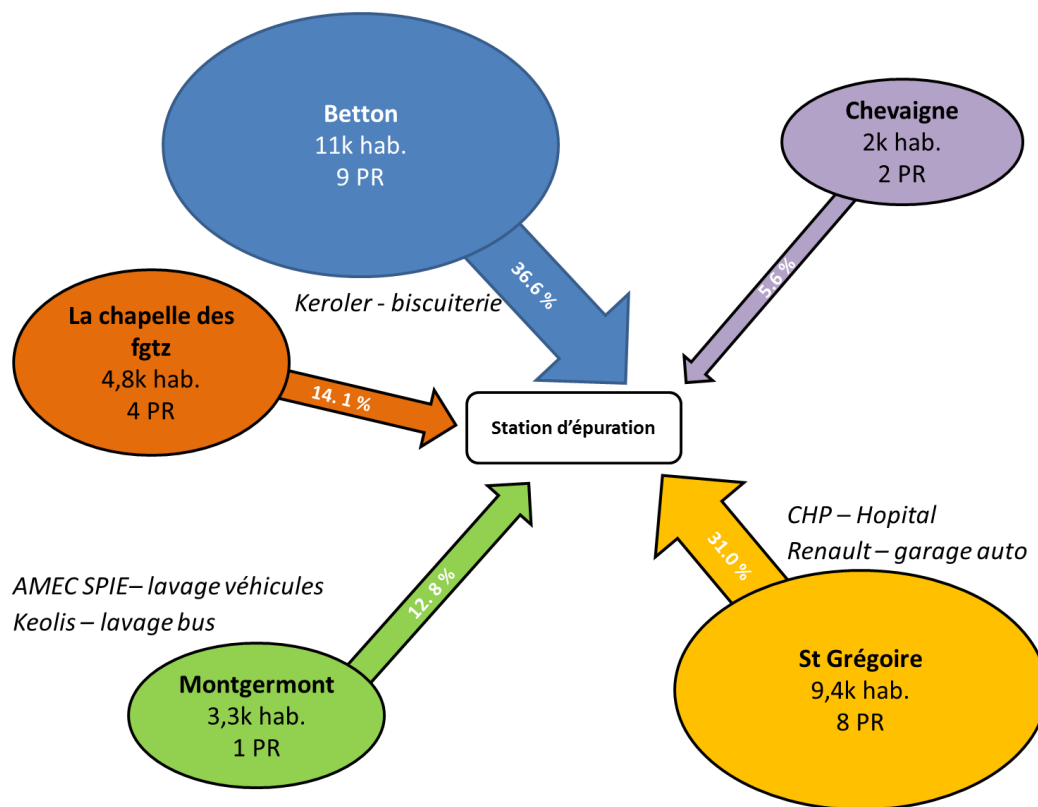 Betton
11k hab.
9 PR
Chevaigne
2k hab.
2 PR
36.6 %
5.6 %
Keroler - biscuiterie
La chapelle des
fgtz
4,8k hab.
4 PR
14. 1 %
Station d’épuration
CHP – Hopital
Renault – garage auto
31.0 %
AMEC SPIE– lavage véhicules
Keolis – lavage bus
12. 8 %
Montgermont
3,3k hab.
1 PR
St Grégoire
9,4k hab.
8 PR